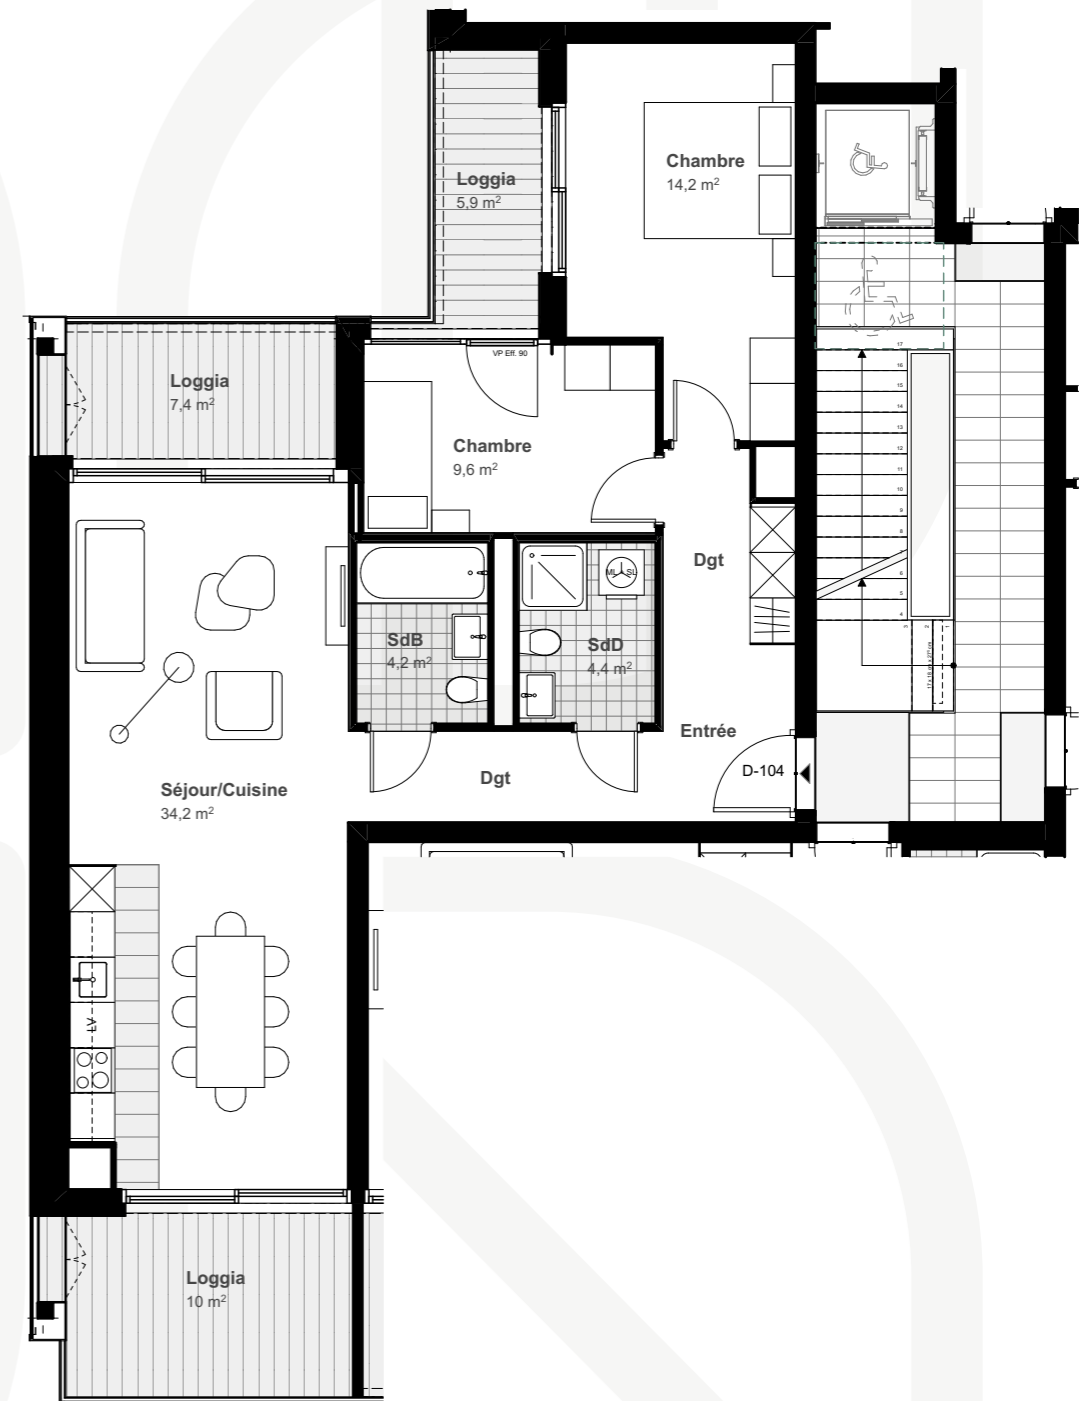 Chambre
14,2 m²
Loggia
5,9 m²
VP Eff. 90
Loggia
7,4 m²
Chambre
9,6 m²
17
16
15
14
13
12
11
10
9
8
7
6
5
4
3
2
Dgt
ML
SL
SdB
4,2 m²
SdD
4,4 m²
Entrée
D-104
Dgt
Séjour/Cuisine
34,2 m²
LV
Loggia
10 m²